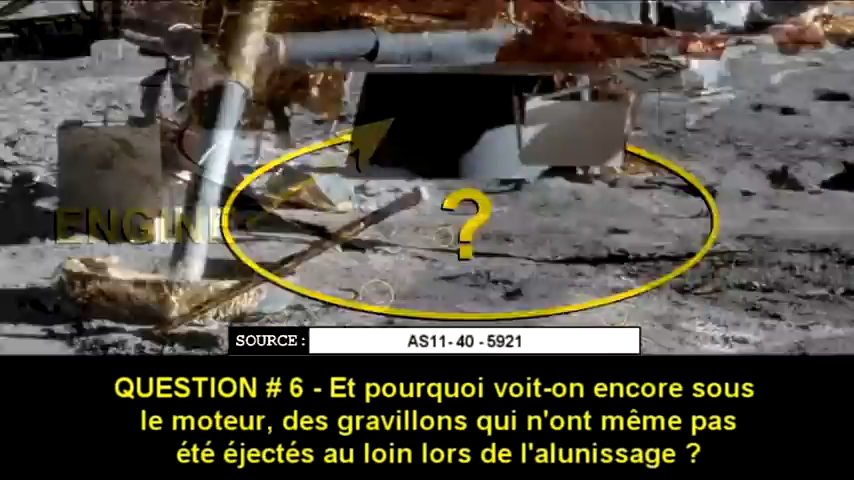 ENGINE
?
SOURCE: AS11-40-5921
QUESTION # 6 - Et pourquoi voit-on encore sous
le moteur, des gravillons qui n'ont même pas
été éjectés au loin lors de l'alunissage ?